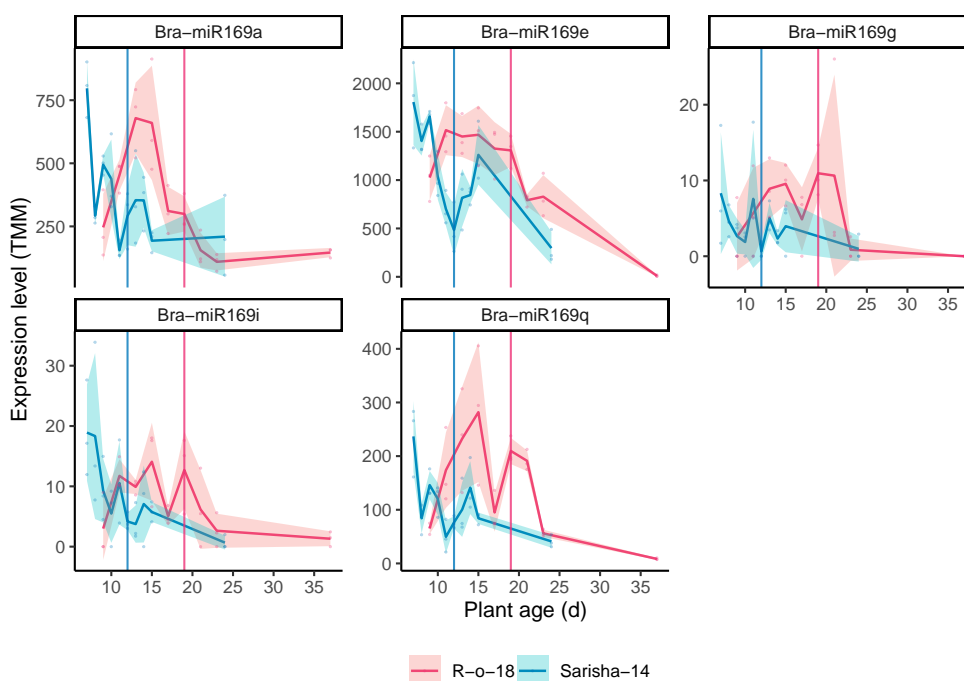 Bra−miR169a Bra−miR169e Bra−miR169g
750
500
250
2000
1500
1000
500
0
20
10
0
10 15 20 25 30 35
Bra−miR169i Bra−miR169q
30
20
10
0
400
300
200
100
0
10 15 20 25 30 35
10 15 20 25 30 35
Expression level (TMM)
Plant age (d)
R−o−18 Sarisha−14